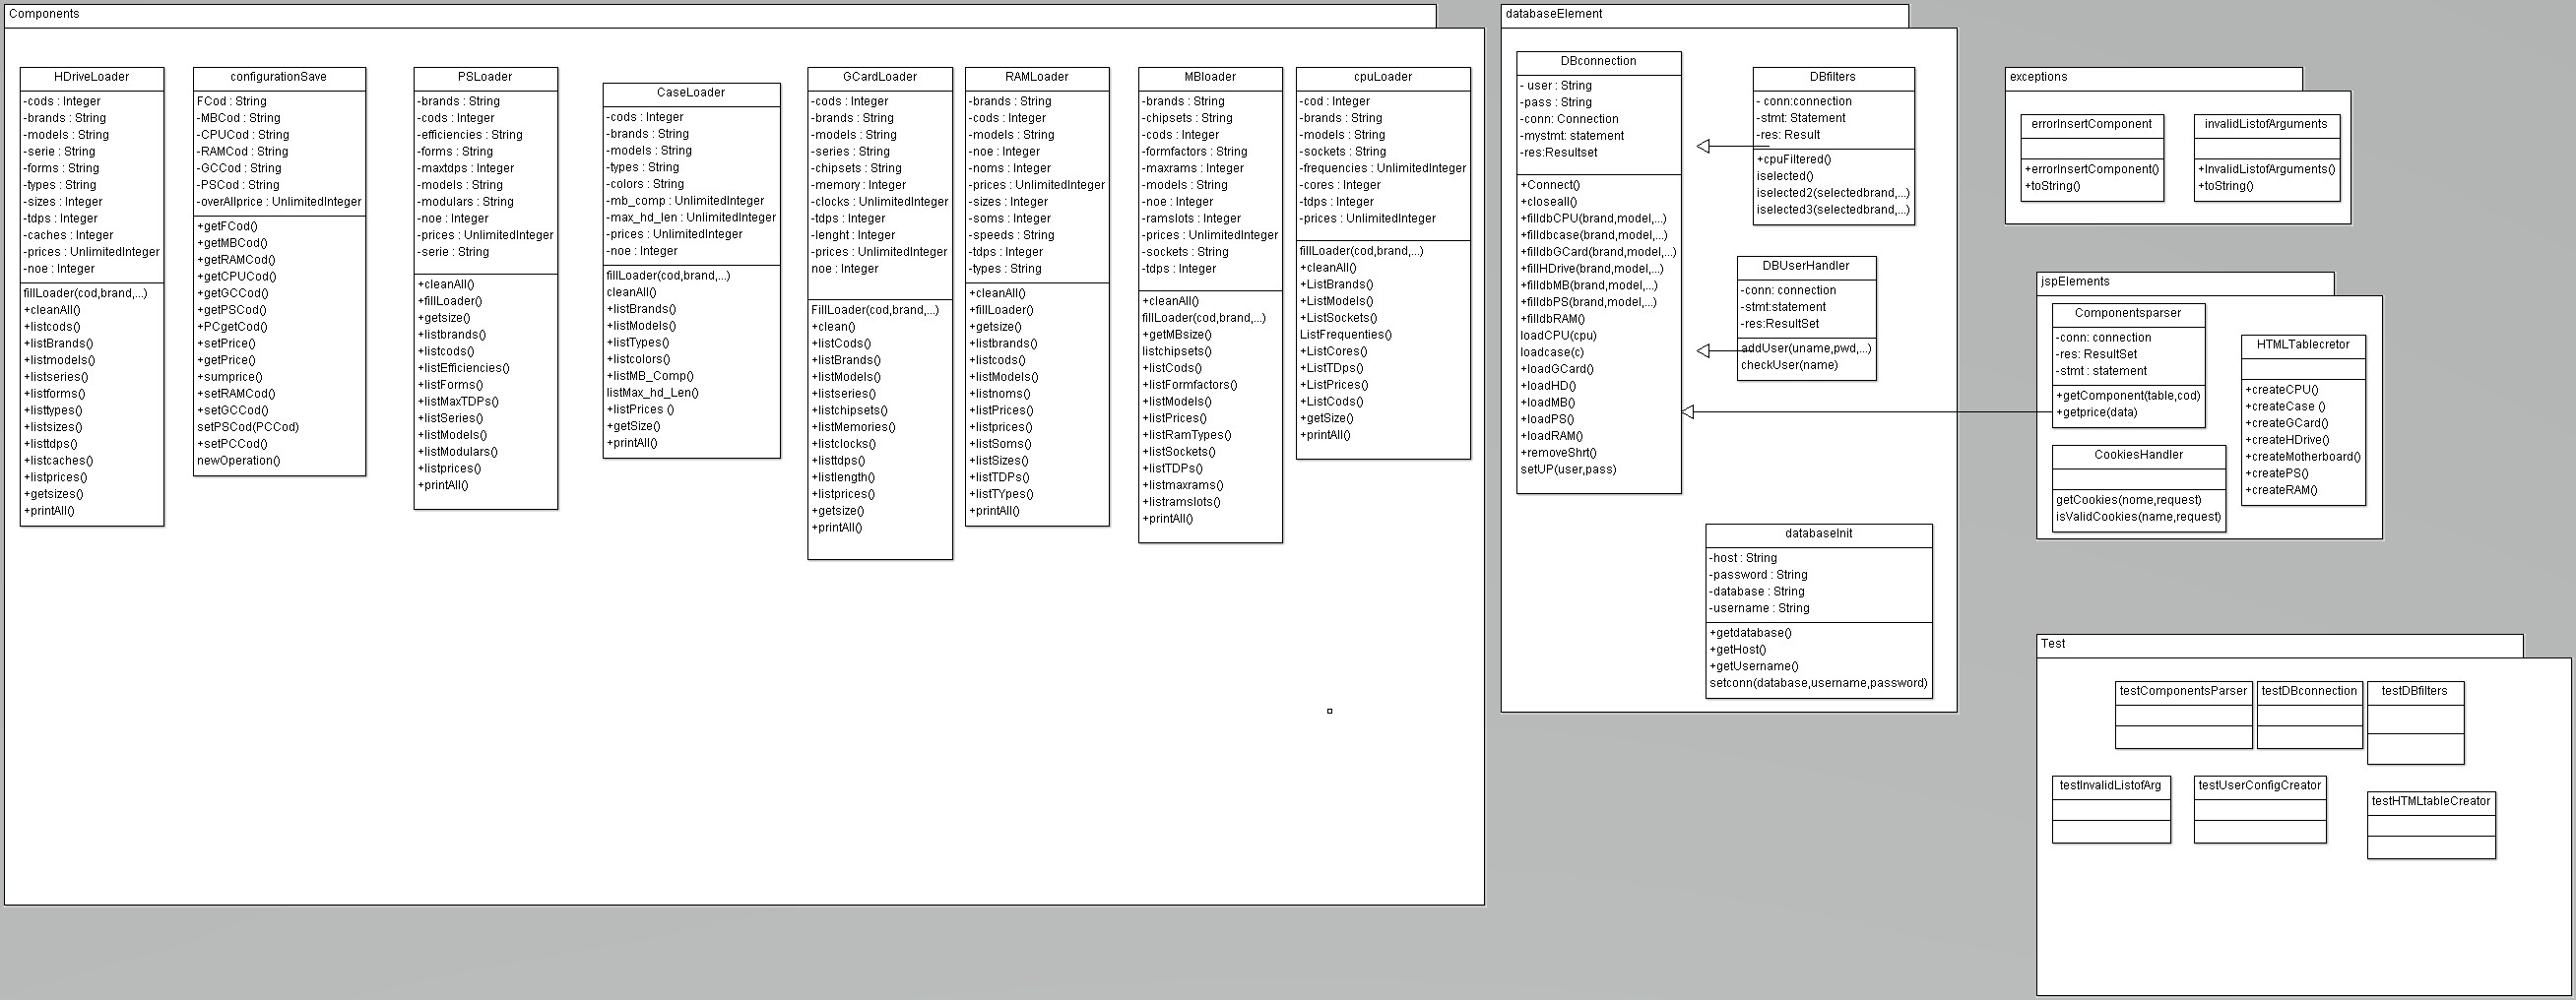 Components
HDriveLoader
-cods : Integer
-brands : String
-models : String
-serie : String
-forms : String
-types : String
-sizes : Integer
-tdps : Integer
-caches : Integer
-prices : UnlimitedInteger
-noe : Integer
fillLoader(cod,brand,...)
+cleanAll()
+listcods()
+listBrands()
+listmodels()
+listseries()
+listforms()
+listtypes()
+listsizes()
+listtdps()
+listcaches()
+listprices()
+getsizes()
+printAll()
configurationSave
FCod : String
-MBCod : String
-CPUCod : String
-RAMCod : String
-GCCod : String
-PSCod : String
-overAllprice : UnlimitedInteger
+getFCod()
+getMBCod()
+getRAMCod()
+getCPUCod()
+getGCCod()
+getPSCod()
+PCgetCod()
+setPrice()
+getPrice()
+sumprice()
+setRAMCod()
+setGCCod()
setPSCod(PCCod)
+setPCCod()
newOperation()
PSLoader
-brands : String
-cods : Integer
-efficiencies : String
-forms : String
-maxtdps : Integer
-models : String
-modulars : String
-noe : Integer
-prices : UnlimitedInteger
-serie : String
+cleanAll()
+fillLoader()
+getsize()
+listbrands()
+listcods()
+listEfficiencies()
+listForms()
+listMaxTDPs()
+listSeries()
+listModels()
+listModulars()
+listprices()
+printAll()
CaseLoader
-cods : Integer
-brands : String
-models : String
-types : String
-colors : String
-mb_comp : UnlimitedInteger
-max_hd_len : UnlimitedInteger
-prices : UnlimitedInteger
-noe : Integer
fillLoader(cod,brand,...)
cleanAll()
+listBrands()
+listModels()
+listTypes()
+listcolors()
+listMB_Comp()
listMax_hd_Len()
+listPrices ()
+getSize()
+printAll()
GCardLoader
-cods : Integer
-brands : String
-models : String
-series : String
-chipsets : String
-memory : Integer
-clocks : UnlimitedInteger
-tdps : Integer
-lenght : Integer
-prices : UnlimitedInteger
noe : Integer
FillLoader(cod,brand,...)
+clean()
+listCods()
+listBrands()
+listModels()
+listseries()
+listchipsets()
+listMemories()
+listclocks()
+listtdps()
+listlength()
+listprices()
+getsize()
+printAll()
RAMLoader
-brands : String
-cods : Integer
-models : String
-noe : Integer
-noms : Integer
-prices : UnlimitedInteger
-sizes : Integer
-soms : Integer
-speeds : String
-tdps : Integer
-types : String
+cleanAll()
+fillLoader()
+getsize()
+listbrands()
+listcods()
+listModels()
+listnoms()
+listPrices()
+listprices()
+listSoms()
+listSizes()
+listTDPs()
+listTYpes()
+printAll()
MBloader
-brands : String
-chipsets : String
-cods : Integer
-formfactors : String
-maxrams : Integer
-models : String
-noe : Integer
-ramslots : Integer
-prices : UnlimitedInteger
-sockets : String
-tdps : Integer
+cleanAll()
fillLoader(cod,brand,...)
+getMBsize()
listchipsets()
+listCods()
+listFormfactors()
+listModels()
+listPrices()
+listRamTypes()
+listSockets()
+listTDPs()
+listmaxrams()
+listramslots()
+printAll()
cpuLoader
-cod : Integer
-brands : String
-models : String
-sockets : String
-frequencies : UnlimitedInteger
-cores : Integer
-tdps : Integer
-prices : UnlimitedInteger
fillLoader(cod,brand,...)
+cleanAll()
+ListBrands()
+ListModels()
+ListSockets()
ListFrequenties()
+ListCores()
+ListTDps()
+ListPrices()
+ListCods()
+getSize()
+printAll()
databaseElement
DBconnection
- user : String
-pass : String
-conn: Connection
-mystmt: statement
-res:Resultset
+Connect()
+closeall()
+filldbCPU(brand,model,...)
+filldbcase(brand,model,...)
+filldbGCard(brand,model,...)
+fillHDrive(brand,model,...)
+filldbMB(brand,model,...)
+filldbPS(brand,model,...)
+filldbRAM()
loadCPU(cpu)
loadcase(c)
+loadGCard()
+loadHD()
+loadMB()
+loadPS()
+loadRAM()
+removeShrt()
setUP(user,pass)
DBfilters
- conn:connection
-stmt: Statement
-res: Result
+cpuFiltered()
iselected()
iselected2(selectedbrand,...)
iselected3(selectedbrand,...)
DBUserHandler
-conn: connection
-stmt:statement
-res:ResultSet
addUser(uname,pwd,...)
checkUser(name)
databaseInit
-host : String
-password : String
-database : String
-username : String
+getdatabase()
+getHost()
+getUsername()
setconn(database,username,password)
exceptions
errorInsertComponent
+errorInsertComponent()
+toString()
invalidListofArguments
+InvalidListofArguments()
+toString()
jspElements
Componentsparser
-conn: connection
-res: ResultSet
-stmt : statement
+getComponent(table,cod)
+getprice(data)
CookiesHandler
getCookies(nome,request)
isValidCookies(name,request)
HTMLTablecretor
+createCPU()
+createCase ()
+createGCard()
+createHDrive()
+createMotherboard()
+createPS()
+createRAM()
Test
testComponentsParser
testDBconnection
testDBfilters
testInvalidListofArg
testUserConfigCreator
testHTMLtableCreator